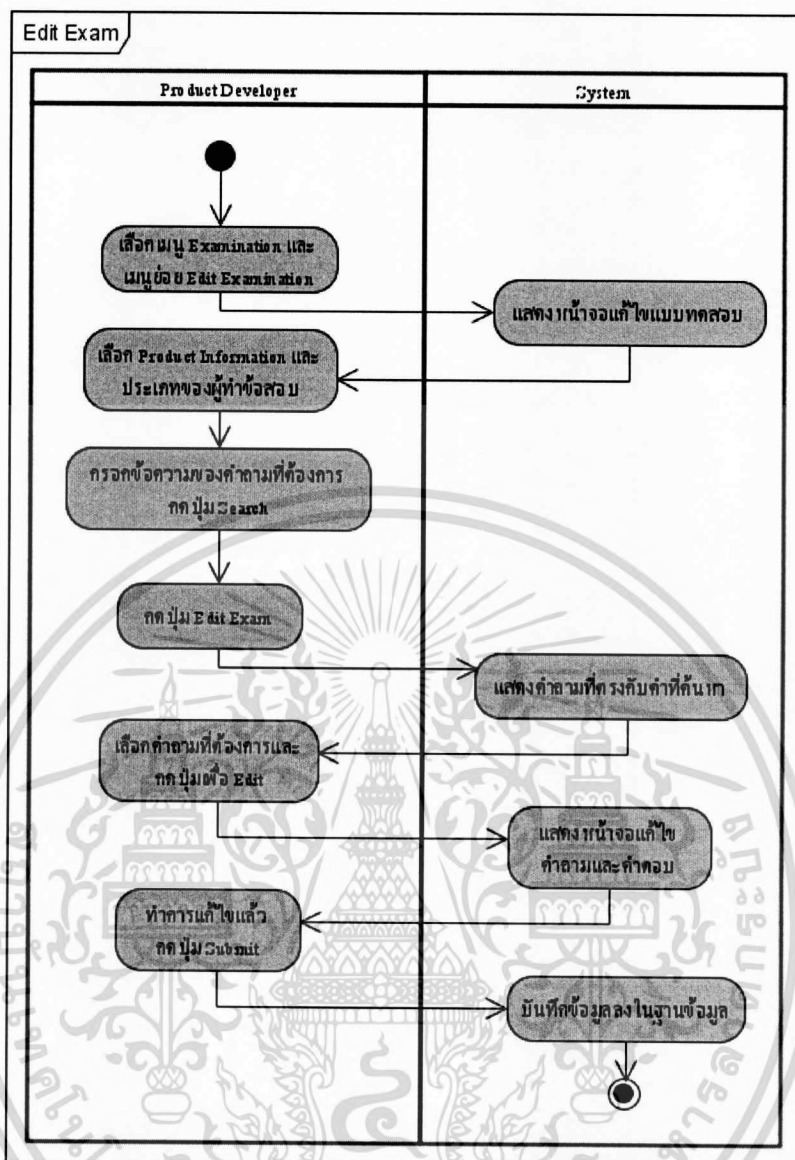 Edit Exam
Product Developer
System
เลือกเมนู Examination และ
เมนูย่อย Edit Examination
แสดงหน้าจอแก้ไขแบบทดสอบ
เลือก Product Information และ
ประเภทของผู้ทำข้อสอบ
กรอกข้อความของคำถามที่ต้องการ
กดปุ่ม Search
กดปุ่ม Edit Exam
แสดงคำถามที่ตรงกับคำที่ค้นหา
เลือกคำถามที่ต้องการและ
กดปุ่มเพื่อ Edit
แสดงหน้าจอแก้ไข
คำถามและคำตอบ
ทำการแก้ไขแล้ว
กดปุ่ม Submit
บันทึกข้อมูลลงในฐานข้อมูล